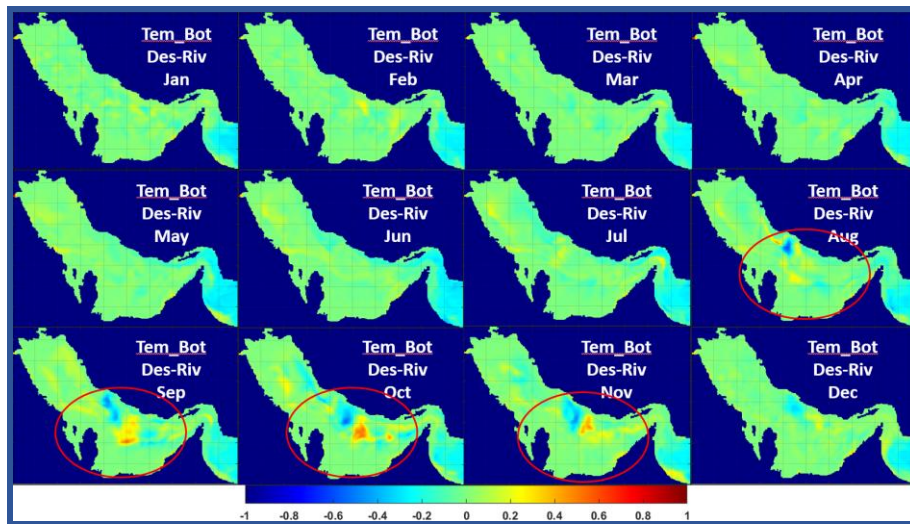 Tem_Bot
Des-Riv
Jan
Tem_Bot
Des-Riv
Feb
Tem_Bot
Des-Riv
Mar
Tem_Bot
Des-Riv
Apr
Tem_Bot
Des-Riv
May
Tem_Bot
Des-Riv
Jun
Tem_Bot
Des-Riv
Jul
Tem_Bot
Des-Riv
Aug
Tem_Bot
Des-Riv
Sep
Tem_Bot
Des-Riv
Oct
Tem_Bot
Des-Riv
Nov
Tem_Bot
Des-Riv
Dec
-1 -0.8 -0.6 -0.4 -0.2 0 0.2 0.4 0.6 0.8 1